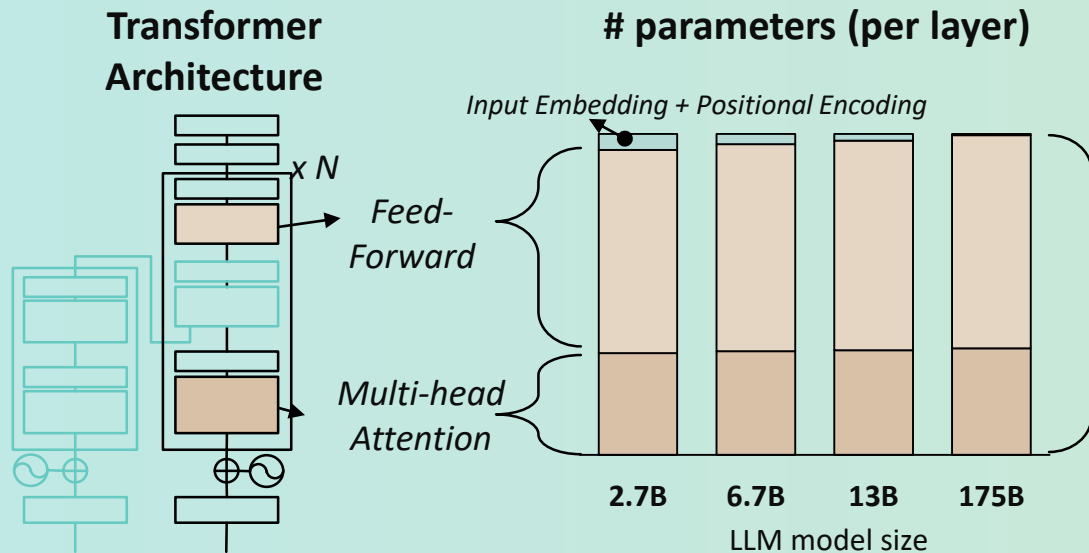 Transformer
Architecture
# parameters (per layer)
Input Embedding + Positional Encoding
x N
Feed-
Forward
Multi-head
Attention
2.7B
6.7B
13B
175B
LLM model size